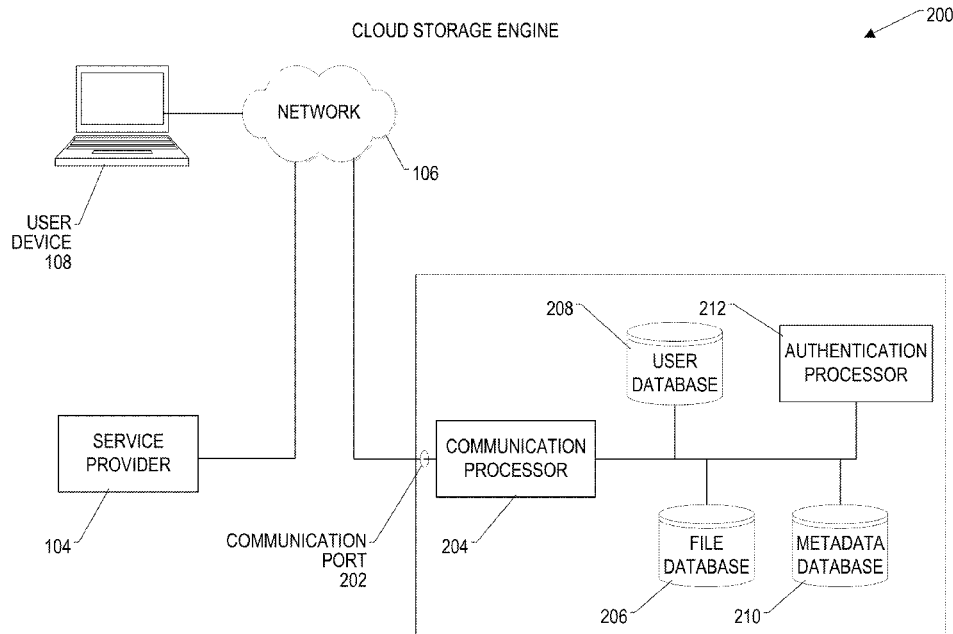 200
CLOUD STORAGE ENGINE
NETWORK
106
USER
DEVICE
108
208
212
USER
DATABASE
AUTHENTICATION
PROCESSOR
SERVICE
PROVIDER
COMMUNICATION
PROCESSOR
104
COMMUNICATION
PORT
202
204
FILE
DATABASE
METADATA
DATABASE
206
210